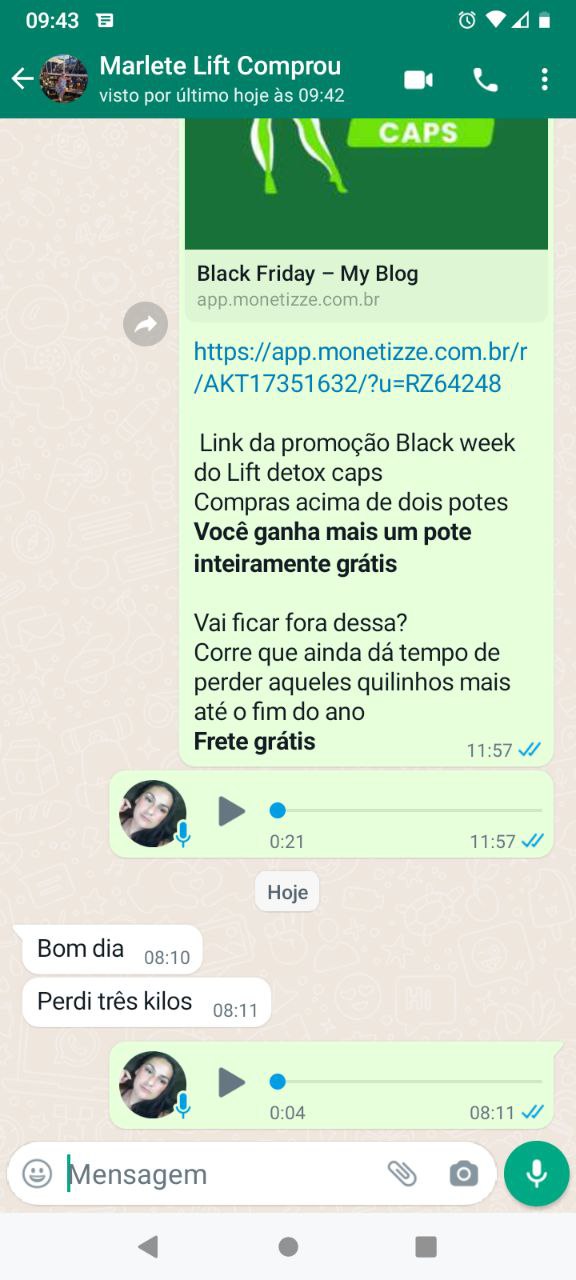 09:43
Marlete Lift Comprou
visto por último hoje às 09:42
CAPS
Black Friday – My Blog
app.monetizze.com.br
https://app.monetizze.com.br/r
/AKT17351632/?u=RZ64248
Link da promoção Black week
do Lift detox caps
Compras acima de dois potes
Você ganha mais um pote
inteiramente grátis
Vai ficar fora dessa?
Corre que ainda dá tempo de
perder aqueles quilinhos mais
até o fim do ano
Frete grátis
11:57
0:21 11:57
Hoje
Bom dia 08:10
Perdi três kilos 08:11
0:04 08:11
Mensagem